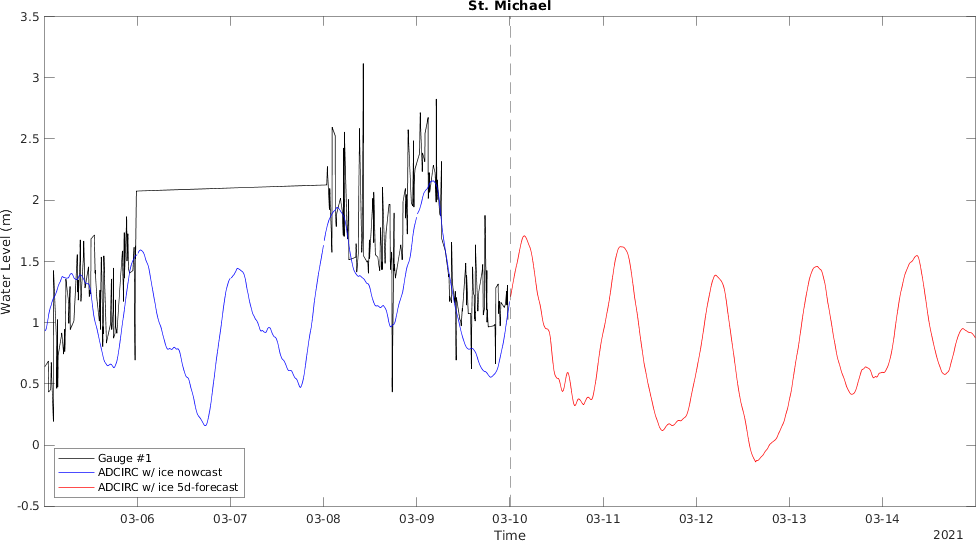 St. Michael
3.5
3
2.5
2
1.5
1
0.5
0
-0.5
Water Level (m)
Gauge #1
ADCIRC w/ ice nowcast
ADCIRC w/ ice 5d-forecast
03-06 03-07 03-08 03-09 03-10 03-11 03-12 03-13 03-14
Time
2021